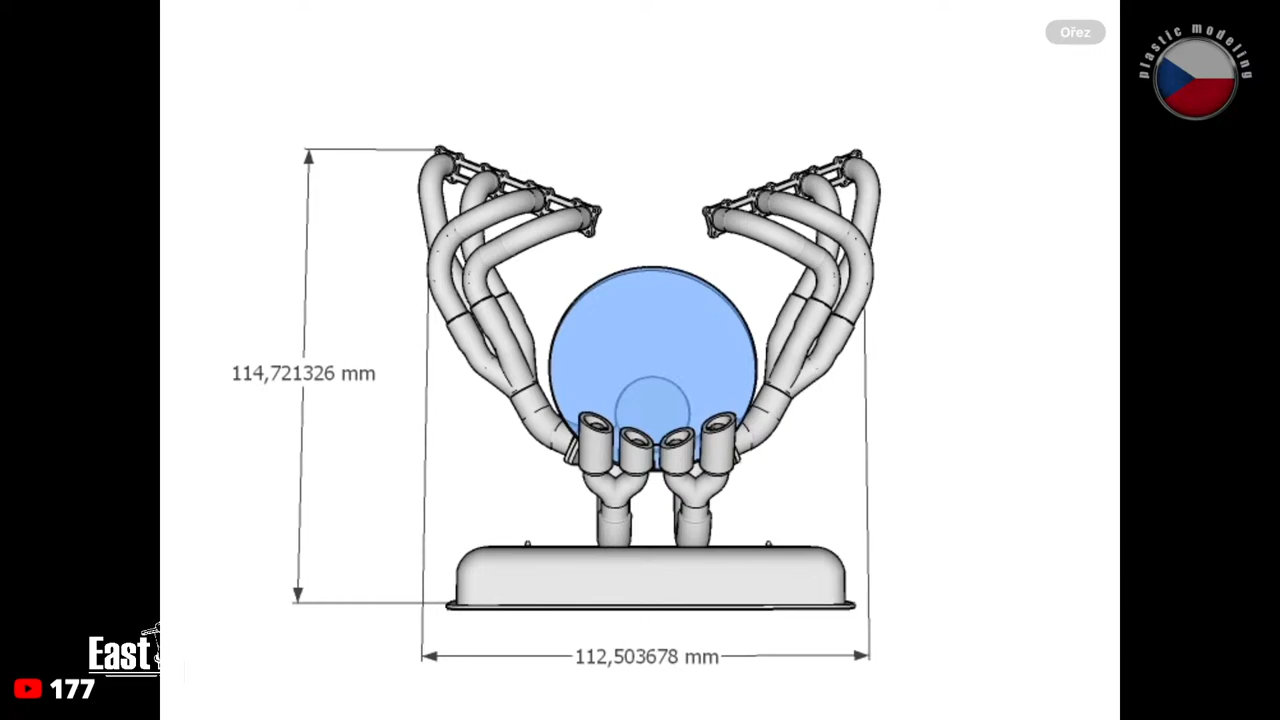 Ořez
plastic modeling
114,721326 mm
112,503678 mm
East
177